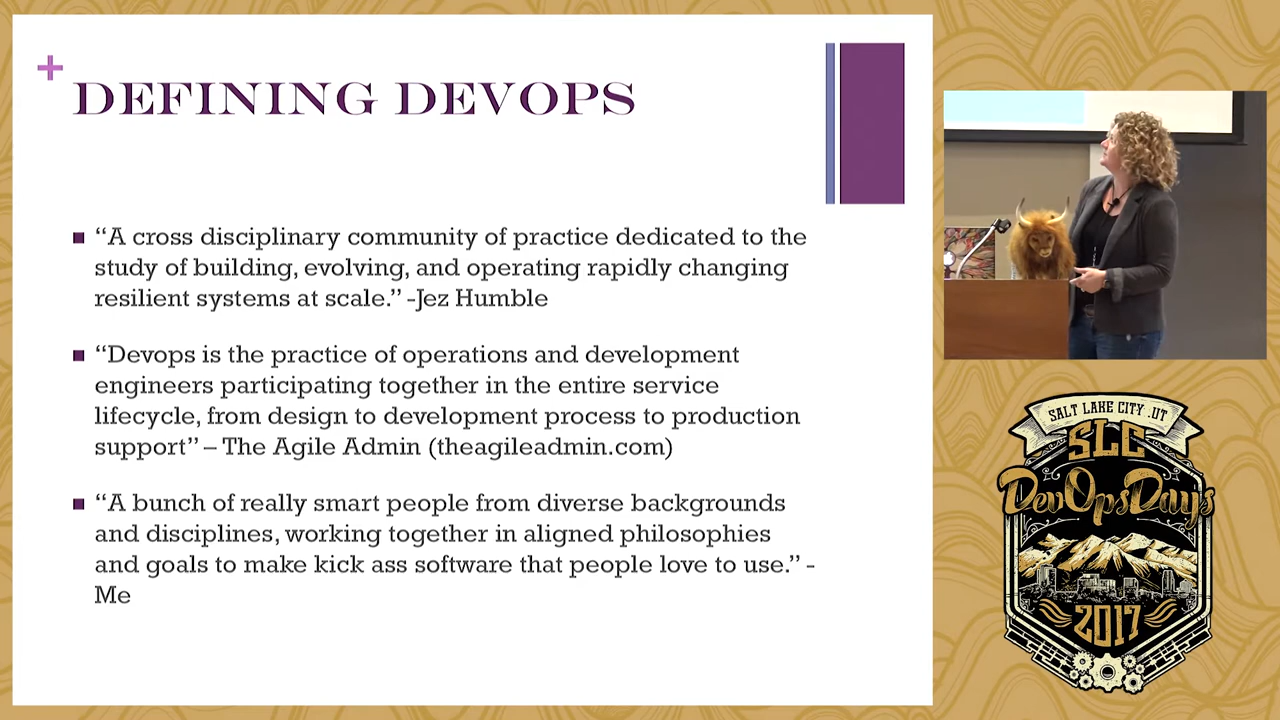 +
DEFINING DEVOPS
“A cross disciplinary community of practice dedicated to the
study of building, evolving, and operating rapidly changing
resilient systems at scale.” -Jez Humble
“Devops is the practice of operations and development
engineers participating together in the entire service
lifecycle, from design to development process to production
support” – The Agile Admin (theagileadmin.com)
“A bunch of really smart people from diverse backgrounds
and disciplines, working together in aligned philosophies
and goals to make kick ass software that people love to use.” -
Me
SALT LAKE CITY .UT
SLC
DevOpsDays
2017